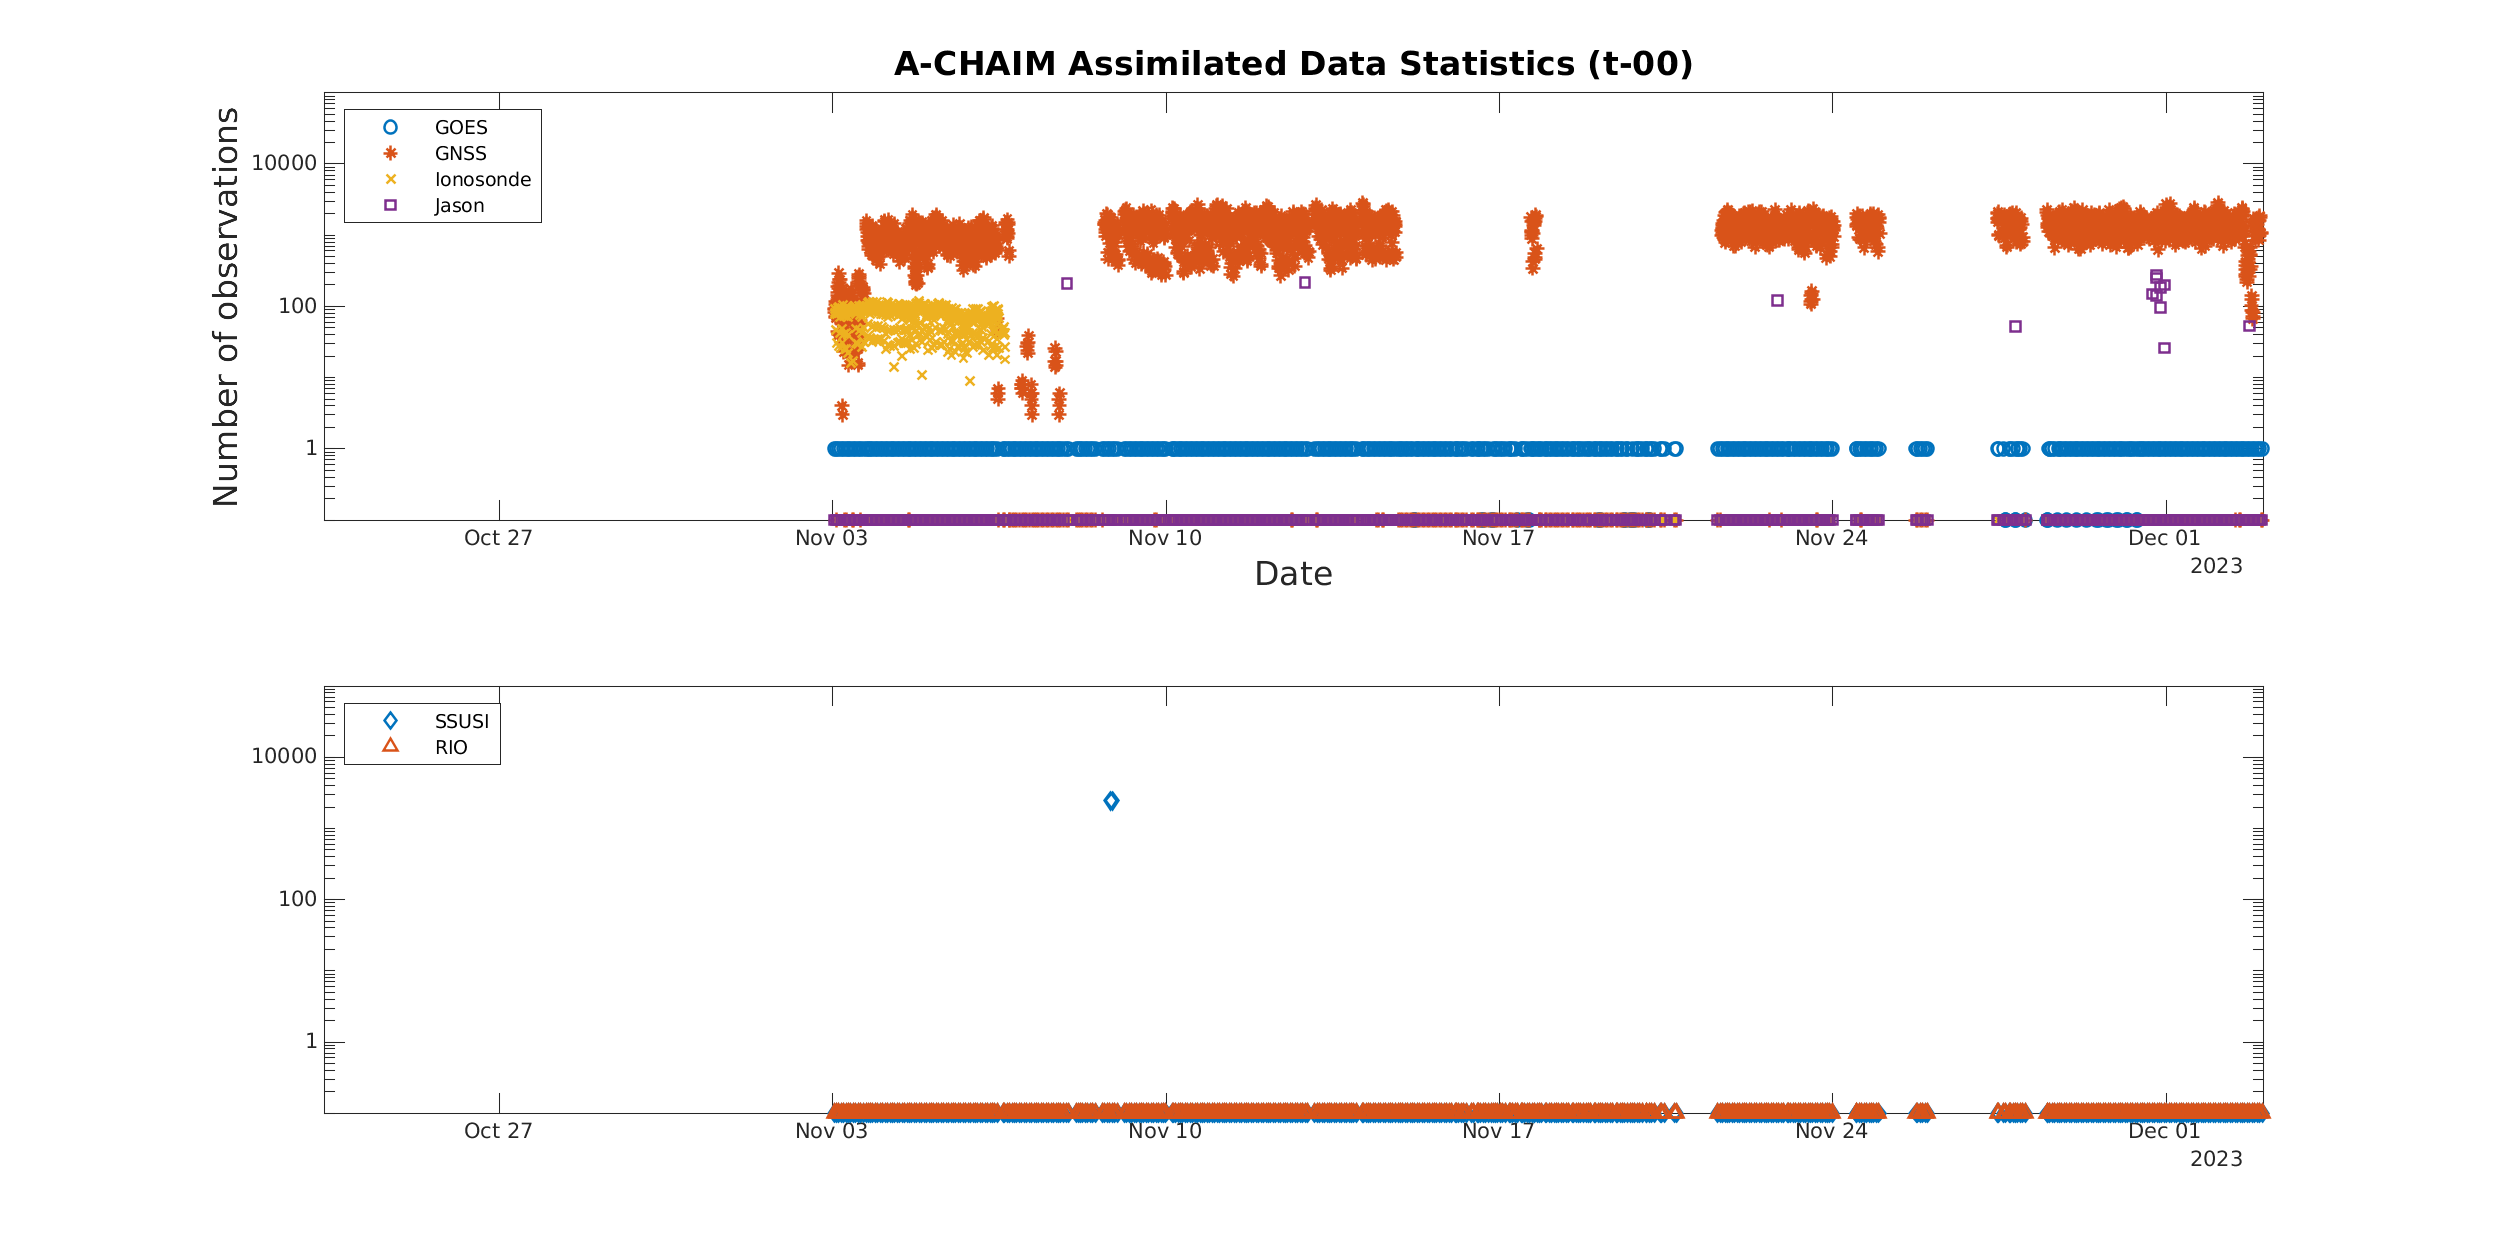 A-CHAIM Assimilated Data Statistics (t-00)
Number of observations
GOES
GNSS
Ionosonde
Jason
10000
100
1
Oct 27 Nov 03 Nov 10 Nov 17 Nov 24 Dec 01
2023
Date
SSUSI
RIO
10000
100
1
Oct 27 Nov 03 Nov 10 Nov 17 Nov 24 Dec 01
2023